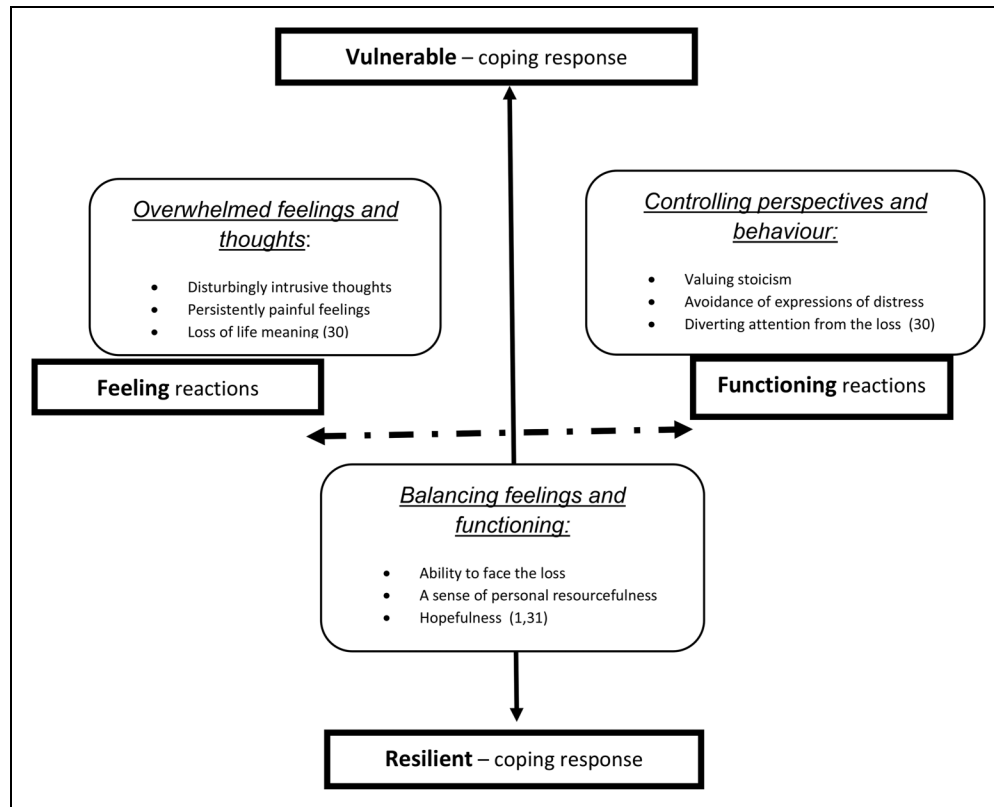 Vulnerable – coping response
Overwhelmed feelings and
thoughts:
• Disturbingly intrusive thoughts
• Persistently painful feelings
• Loss of life meaning (30)
Controlling perspectives and
behaviour:
• Valuing stoicism
• Avoidance of expressions of distress
• Diverting attention from the loss (30)
Feeling reactions
Functioning reactions
Balancing feelings and
functioning:
• Ability to face the loss
• A sense of personal resourcefulness
• Hopefulness (1,31)
Resilient – coping response